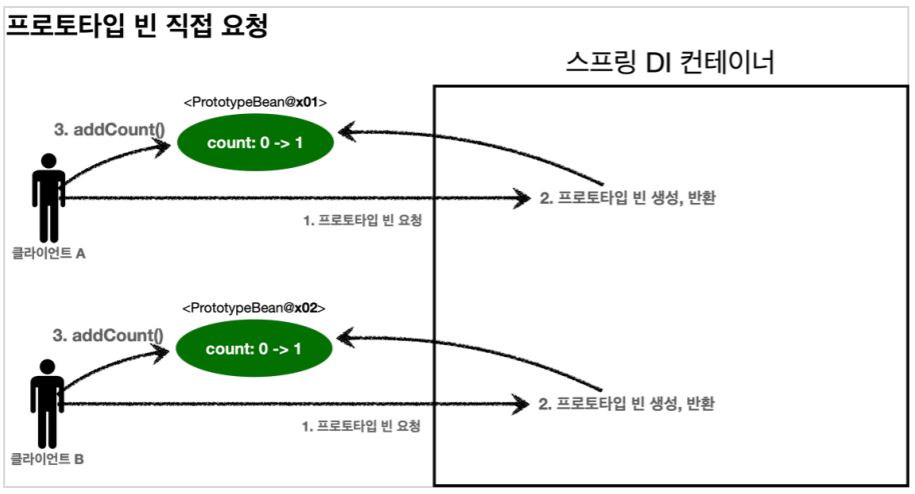 프로토타입 빈 직접 요청
스프링 DI 컨테이너
<PrototypeBean@x01>
3. addCount()
count: 0 -> 1
2. 프로토타입 빈 생성, 반환
1. 프로토타입 빈 요청
클라이언트 A
<PrototypeBean@x02>
3. addCount()
count: 0 -> 1
2. 프로토타입 빈 생성, 반환
1. 프로토타입 빈 요청
클라이언트 B